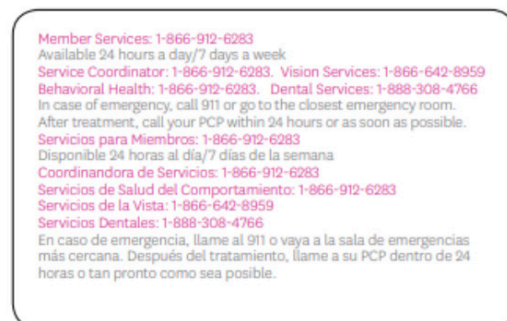 Member Services: 1-866-912-6283
Available 24 hours a day/7 days a week
Service Coordinator: 1-866-912-6283. Vision Services: 1-866-642-8959
Behavioral Health: 1-866-912-6283. Dental Services: 1-888-308-4766
In case of emergency, call 911 or go to the closest emergency room.
After treatment, call your PCP within 24 hours or as soon as possible.
Servicios para Miembros: 1-866-912-6283
Disponible 24 horas al día/7 días de la semana
Coordinandora de Servicios: 1-866-912-6283
Servicios de Salud del Comportamiento: 1-866-912-6283
Servicios de la Vista: 1-866-642-8959
Servicios Dentales: 1-888-308-4766
En caso de emergencia, llame al 911 o vaya a la sala de emergencias
más cercana. Después del tratamiento, llame a su PCP dentro de 24
horas o tan pronto como sea posible.